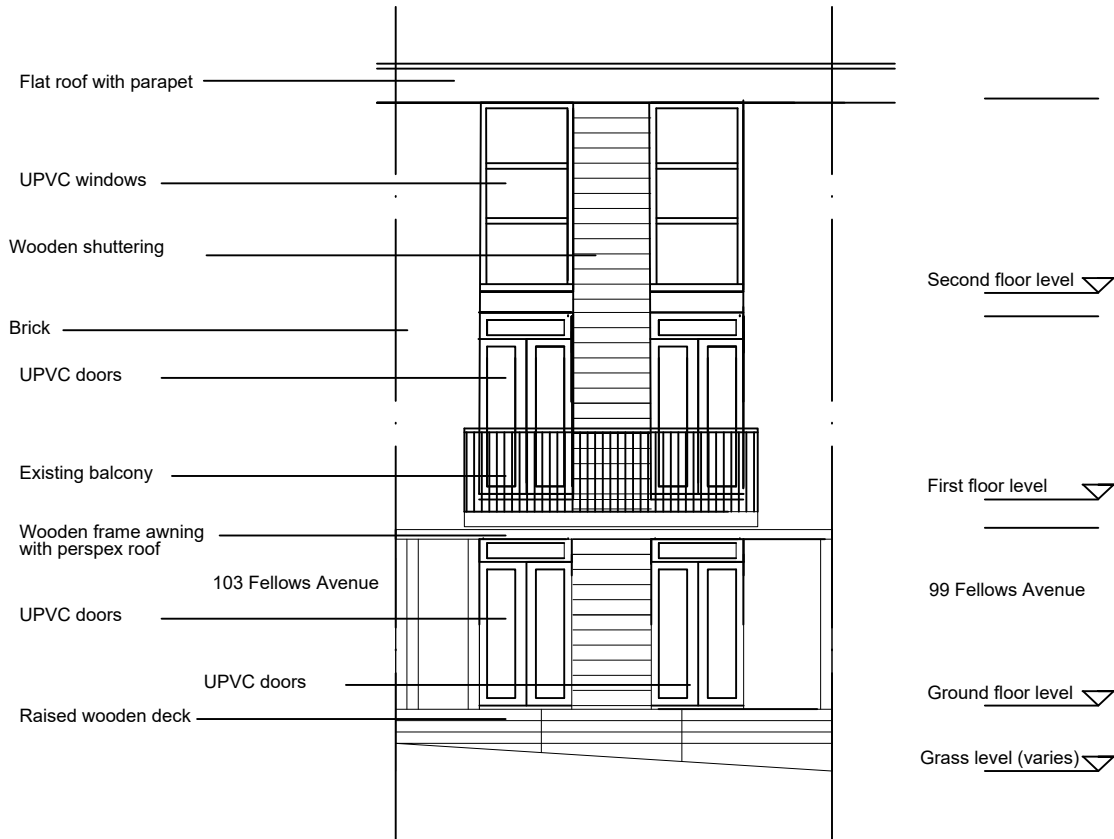 Flat roof with parapet
UPVC windows
Wooden shuttering
Second floor level
Brick
UPVC doors
Existing balcony
First floor level
Wooden frame awning
with perspex roof
103 Fellows Avenue
99 Fellows Avenue
UPVC doors
UPVC doors
Ground floor level
Raised wooden deck
Grass level (varies)